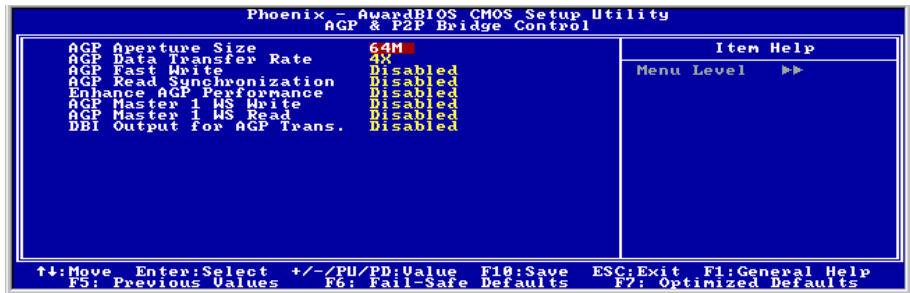 Phoenix - AwardBIOS CMOS Setup Utility
AGP & P2P Bridge Control
AGP Aperture Size 64M
AGP Data Transfer Rate 4X
AGP Fast Write Disabled
AGP Read Synchronization Disabled
Enhance AGP Performance Disabled
AGP Master 1 WS Write Disabled
AGP Master 1 WS Read Disabled
DBI Output for AGP Trans. Disabled
Item Help
Menu Level ▶▶
↑↓:Move Enter:Select +/-/PU/PD:Value F10:Save ESC:Exit F1:General Help
F5: Previous Values F6: Fail-Safe Defaults F7: Optimized Defaults